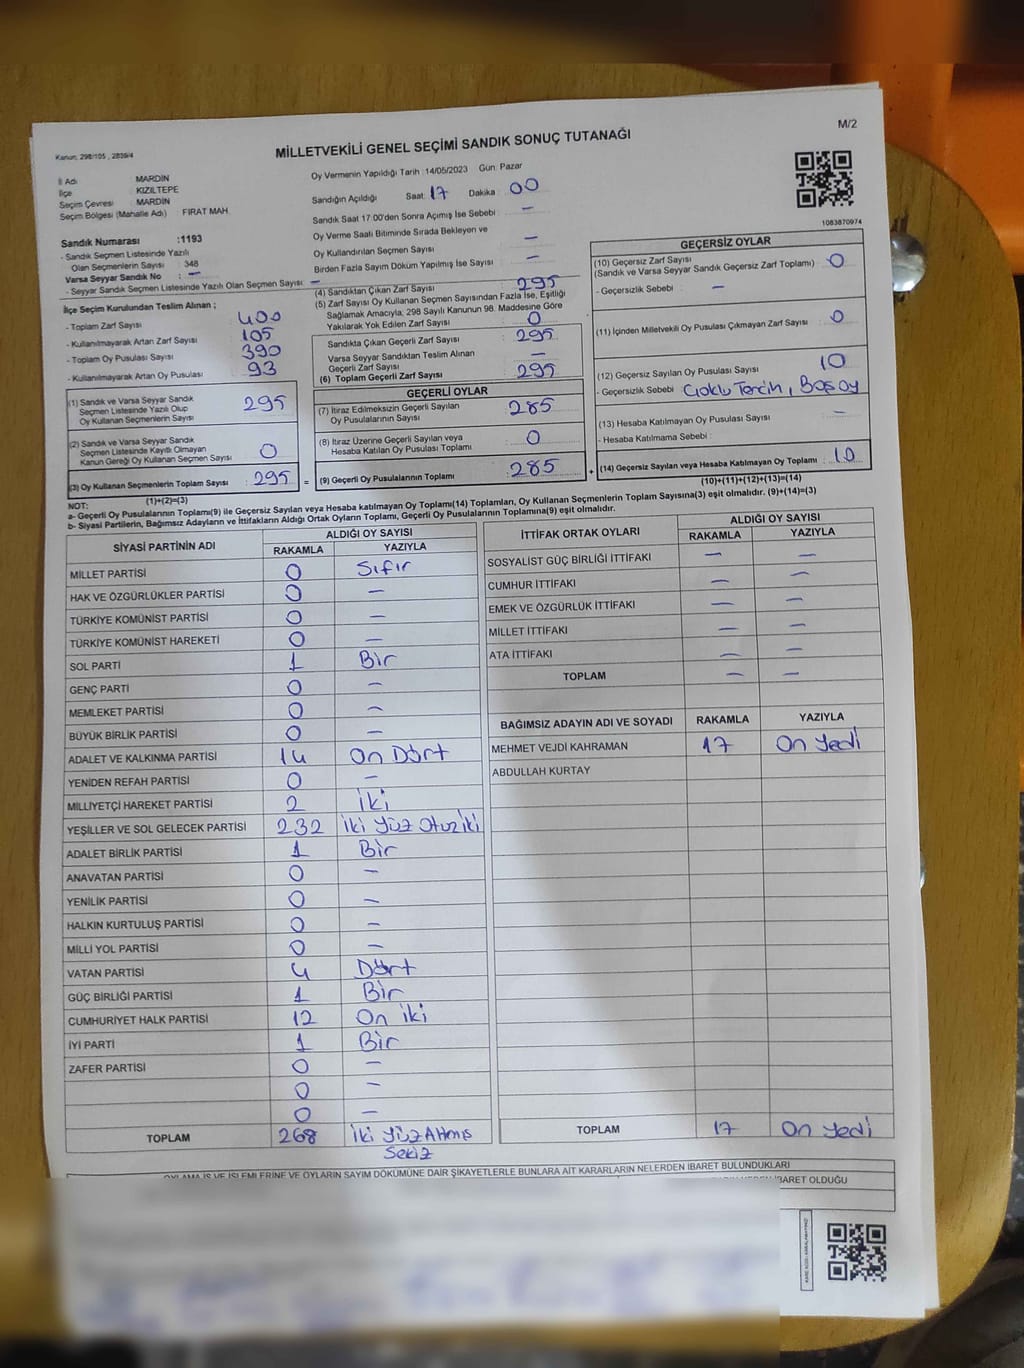 M/2
Kanun, 298/105 , 2839/4
MİLLETVEKİLİ GENEL SEÇİMİ SANDIK SONUÇ TUTANAĞI
İl Adı : MARDİN
İlçe : KIZILTEPE
Seçim Çevresi : MARDİN
Seçim Bölgesi (Mahalle Adı) FIRAT MAH
Sandık Numarası :1193
- Sandık Seçmen Listesinde Yazılı
Olan Seçmenlerin Sayısı : 348
Varsa Seyyar Sandık No : –
- Seyyar Sandık Seçmen Listesinde Yazılı Olan Seçmen Sayısı : –
Oy Vermenin Yapıldığı Tarih :14/05/2023 Gün: Pazar
Sandığın Açıldığı Saat: 17 Dakika : 00
Sandık Saat 17:00'den Sonra Açımış İse Sebebi : –
Oy Verme Saati Bitiminde Sırada Bekleyen ve
Oy Kullandırılan Seçmen Sayısı : –
Birden Fazla Sayım Döküm Yapılmış İse Sayısı : –
1083870974
İlçe Seçim Kurulundan Teslim Alınan ;
- Toplam Zarf Sayısı : 400
- Kullanılmayarak Artan Zarf Sayısı : 105
- Toplam Oy Pusulası Sayısı : 390
- Kullanılmayarak Artan Oy Pusulası : 93
(1) Sandık ve Varsa Seyyar Sandık
Seçmen Listesinde Yazılı Olup
Oy Kullanan Seçmenlerin Sayısı : 295
(2) Sandık ve Varsa Seyyar Sandık
Seçmen Listesinde Kayıtlı Olmayan
Kanun Gereği Oy Kullanan Seçmen Sayısı : 0
(3) Oy Kullanan Seçmenlerin Toplam Sayısı : 295
(1)+(2)=(3)
(4) Sandıktan Çıkan Zarf Sayısı : 295
(5) Zarf Sayısı Oy Kullanan Seçmen Sayısından Fazla İse, Eşitliği
Sağlamak Amacıyla; 298 Sayılı Kanunun 98. Maddesine Göre
Yakılarak Yok Edilen Zarf Sayısı : 0
Sandıkta Çıkan Geçerli Zarf Sayısı : 295
Varsa Seyyar Sandıktan Teslim Alınan
Geçerli Zarf Sayısı : –
(6) Toplam Geçerli Zarf Sayısı : 295
GEÇERLİ OYLAR
(7) İtiraz Edilmeksizin Geçerli Sayılan
Oy Pusulalarının Sayısı : 285
(8) İtiraz Üzerine Geçerli Sayılan veya
Hesaba Katılan Oy Pusulası Toplamı : 0
= (9) Geçerli Oy Pusulalarının Toplamı : 285
GEÇERSİZ OYLAR
(10) Geçersiz Zarf Sayısı
(Sandık ve Varsa Seyyar Sandık Geçersiz Zarf Toplamı) : 0
- Geçersizlik Sebebi : –
(11) İçinden Milletvekili Oy Pusulası Çıkmayan Zarf Sayısı : 0
(12) Geçersiz Sayılan Oy Pusulası Sayısı : 10
- Geçersizlik Sebebi : Çoklu Tercih, Boş oy
(13) Hesaba Katılmayan Oy Pusulası Sayısı : –
- Hesaba Katılmama Sebebi :
+ (14) Geçersiz Sayılan veya Hesaba Katılmayan Oy Toplamı : 10
(10)+(11)+(12)+(13)=(14)
NOT:
a- Geçerli Oy Pusulalarının Toplamı(9) ile Geçersiz Sayılan veya Hesaba Katılmayan Oy Toplamı(14) Toplamları, Oy Kullanan Seçmenlerin Toplam Sayısına(3) eşit olmalıdır. (9)+(14)=(3)
b- Siyasi Partilerin, Bağımsız Adayların ve İttifakların Aldığı Ortak Oyların Toplamı, Geçerli Oy Pusulalarının Toplamına(9) eşit olmalıdır.
SİYASİ PARTİNİN ADI ALDIĞI OY SAYISI
RAKAMLA YAZIYLA
MİLLET PARTİSİ 0 Sıfır
HAK VE ÖZGÜRLÜKLER PARTİSİ 0 –
TÜRKİYE KOMÜNİST PARTİSİ 0 –
TÜRKİYE KOMÜNİST HAREKETİ 0 –
SOL PARTİ 1 Bir
GENÇ PARTİ 0 –
MEMLEKET PARTİSİ 0 –
BÜYÜK BİRLİK PARTİSİ 0 –
ADALET VE KALKINMA PARTİSİ 14 On Dört
YENİDEN REFAH PARTİSİ 0 –
MİLLİYETÇİ HAREKET PARTİSİ 2 İki
YEŞİLLER VE SOL GELECEK PARTİSİ 232 İki Yüz Otuz iki
ADALET BİRLİK PARTİSİ 1 Bir
ANAVATAN PARTİSİ 0 –
YENİLİK PARTİSİ 0 –
HALKIN KURTULUŞ PARTİSİ 0 –
MİLLİ YOL PARTİSİ 0 –
VATAN PARTİSİ 4 Dört
GÜÇ BİRLİĞİ PARTİSİ 1 Bir
CUMHURİYET HALK PARTİSİ 12 On iki
İYİ PARTİ 1 Bir
ZAFER PARTİSİ 0 –
0 –
0 –
TOPLAM 268 İki Yüz Altmış
Sekiz
İTTİFAK ORTAK OYLARI ALDIĞI OY SAYISI
RAKAMLA YAZIYLA
SOSYALİST GÜÇ BİRLİĞİ İTTİFAKI – –
CUMHUR İTTİFAKI – –
EMEK VE ÖZGÜRLÜK İTTİFAKI – –
MİLLET İTTİFAKI – –
ATA İTTİFAKI – –
TOPLAM – –
BAĞIMSIZ ADAYIN ADI VE SOYADI RAKAMLA YAZIYLA
MEHMET VEJDİ KAHRAMAN 17 On Yedi
ABDULLAH KURTAY
TOPLAM 17 On Yedi
OYLAMA İŞ VE İŞLEMLERİNE VE OYLARIN SAYIM DÖKÜMÜNE DAİR ŞİKAYETLERLE BUNLARA AİT KARARLARIN NELERDEN İBARET BULUNDUKLARI
İBARET OLDUĞU